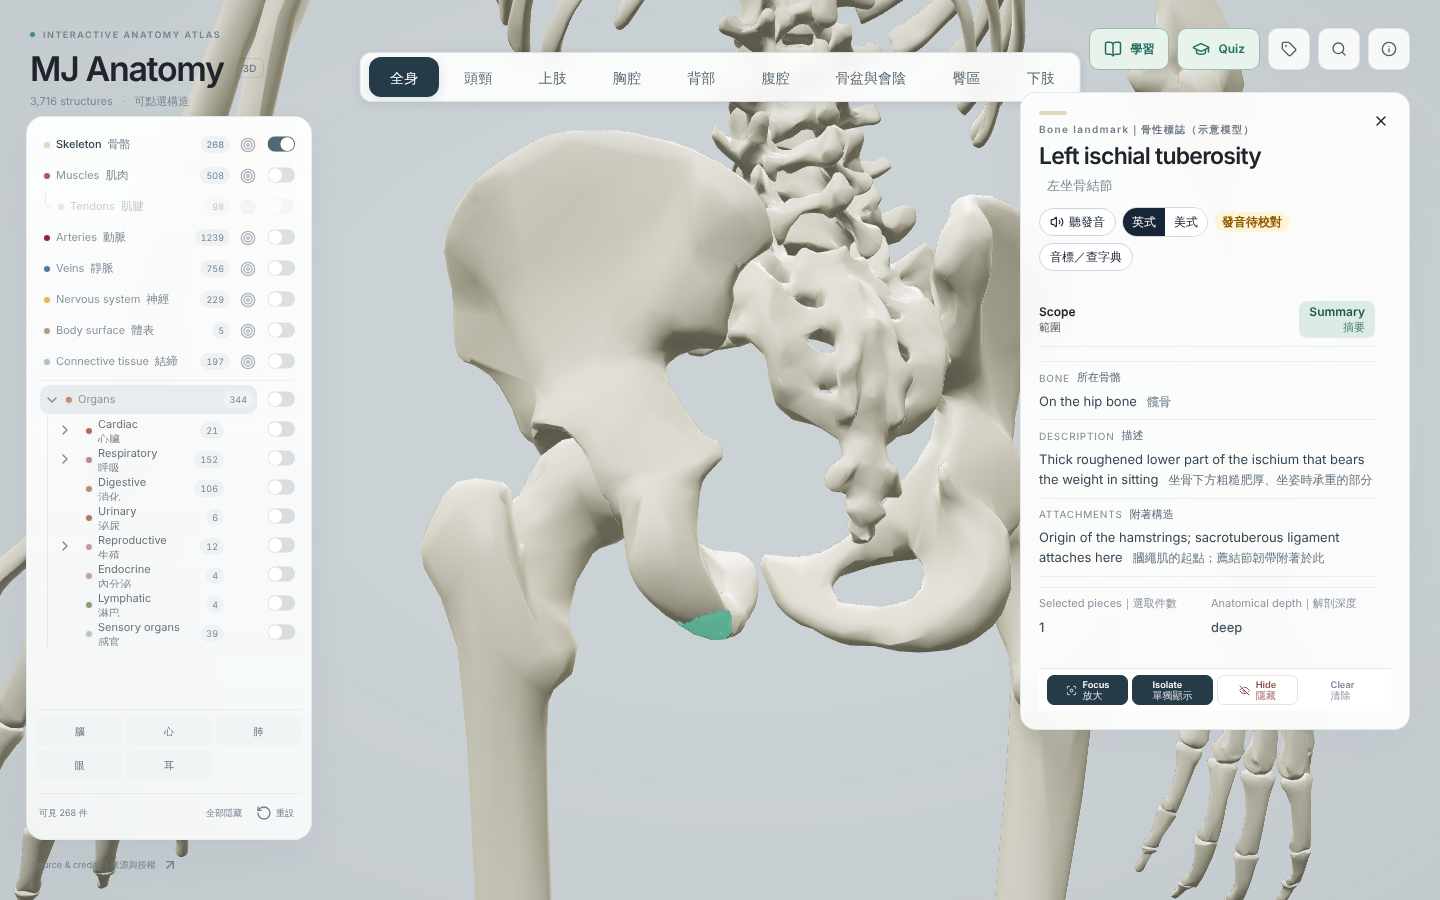 INTERACTIVE ANATOMY ATLAS
MJ Anatomy 3D
3,716 structures · 可點選構造
全身 頭頸 上肢 胸腔 背部 腹腔 骨盆與會陰 臀區 下肢
學習 Quiz
Skeleton 骨骼 268
Muscles 肌肉 508
Tendons 肌腱 98
Arteries 動脈 1239
Veins 靜脈 756
Nervous system 神經 229
Body surface 體表 5
Connective tissue 結締 197
Organs 344
Cardiac 21
心臟
Respiratory 152
呼吸
Digestive 106
消化
Urinary 6
泌尿
Reproductive 12
生殖
Endocrine 4
內分泌
Lymphatic 4
淋巴
Sensory organs 39
感官
腦 心 肺
眼 耳
可見 268 件 全部隱藏 重設
來源與授權
Bone landmark | 骨性標誌（示意模型）
Left ischial tuberosity
左坐骨結節
聽發音 英式 美式 發音待校對
音標／查字典
Scope Summary
範圍 摘要
BONE 所在骨骼
On the hip bone 髖骨
DESCRIPTION 描述
Thick roughened lower part of the ischium that bears
the weight in sitting 坐骨下方粗糙肥厚、坐姿時承重的部分
ATTACHMENTS 附著構造
Origin of the hamstrings; sacrotuberous ligament
attaches here 膕繩肌的起點；薦結節韌帶附著於此
Selected pieces | 選取件數 Anatomical depth | 解剖深度
1 deep
Focus Isolate Hide Clear
放大 單獨顯示 隱藏 清除